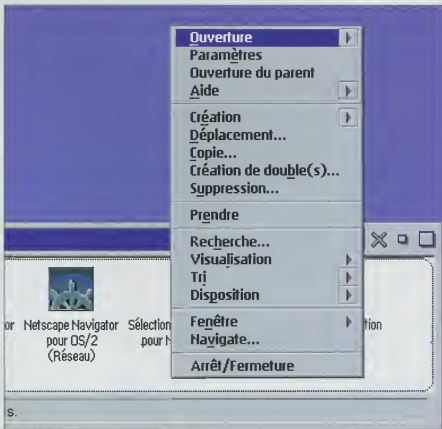 Ouverture
Paramètres
Ouverture du parent
Aide
Création
Déplacement...
Copie...
Création de double(s)...
Suppression...
Prendre
Recherche...
Visualisation
Tri
Disposition
Fenêtre
Navigate...
Arrêt/Fermeture
or Netscape Navigator Sélection tion
pour OS/2 pour N
(Réseau)
s.